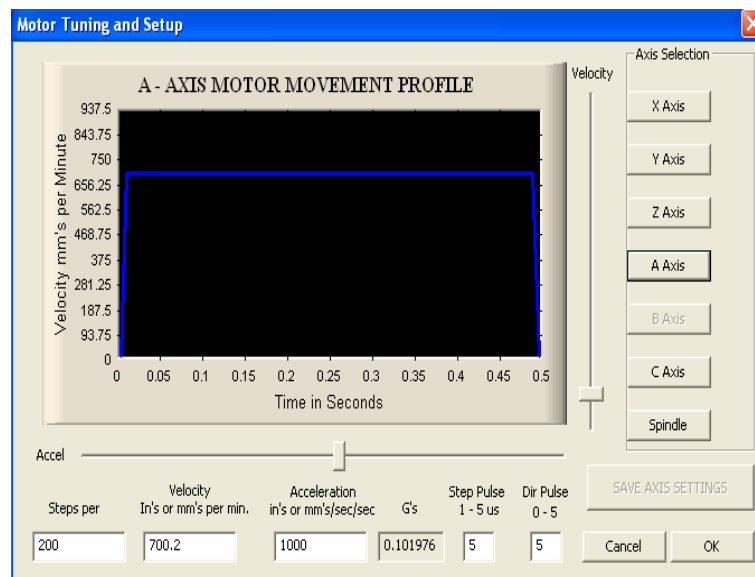 Motor Tuning and Setup
A - AXIS MOTOR MOVEMENT PROFILE
Velocity mm's per Minute
937.5
843.75
750
656.25
562.5
468.75
375
281.25
187.5
93.75
0
0 0.05 0.1 0.15 0.2 0.25 0.3 0.35 0.4 0.45 0.5
Time in Seconds
Velocity
Axis Selection
X Axis
Y Axis
Z Axis
A Axis
B Axis
C Axis
Spindle
Accel
Steps per
200
Velocity
In's or mm's per min.
700.2
Acceleration
in's or mm's/sec/sec
1000
G's
0.101976
Step Pulse
1 - 5 us
5
Dir Pulse
0 - 5
5
SAVE AXIS SETTINGS
Cancel
OK